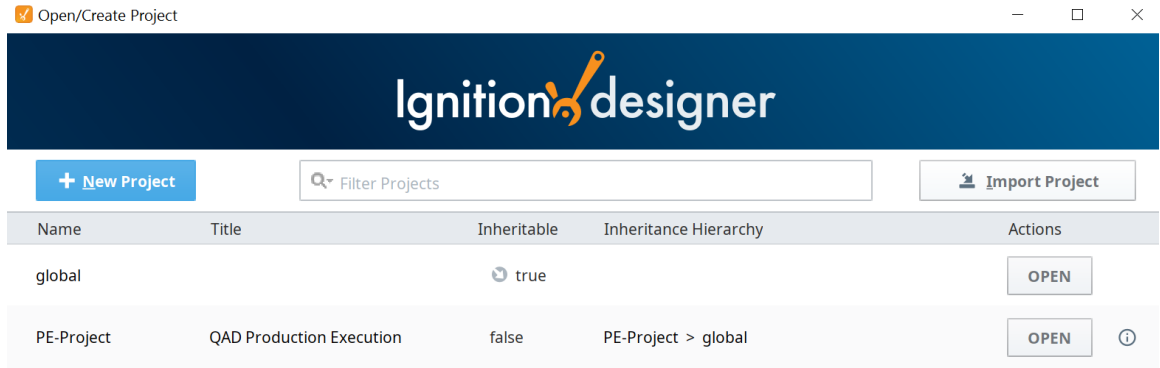 Open/Create Project
Ignition designer
New Project
Filter Projects
Import Project
Name Title Inheritable Inheritance Hierarchy Actions
global true OPEN
PE-Project QAD Production Execution false PE-Project > global OPEN